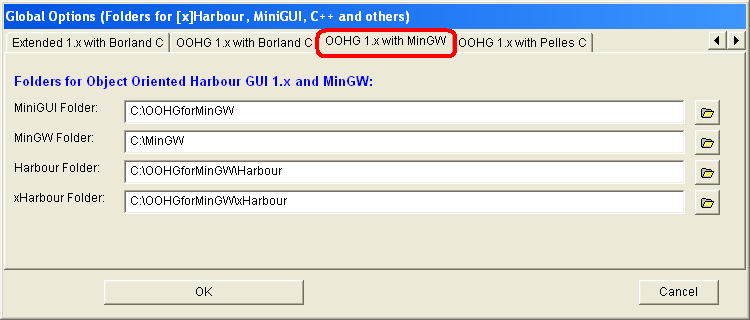 Global Options (Folders for [x]Harbour, MiniGUI, C++ and others)
Extended 1.x with Borland C OOHG 1.x with Borland C OOHG 1.x with MinGW OOHG 1.x with Pelles C
Folders for Object Oriented Harbour GUI 1.x and MinGW:
MiniGUI Folder: C:\OOHGforMinGW
MinGW Folder: C:\MinGW
Harbour Folder: C:\OOHGforMinGW\Harbour
xHarbour Folder: C:\OOHGforMinGW\xHarbour
OK Cancel